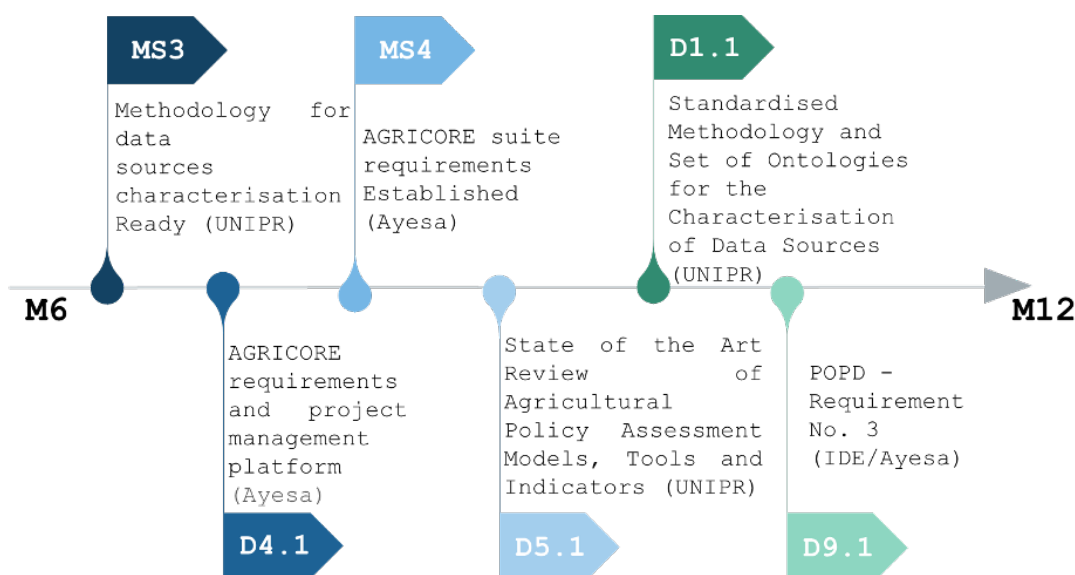 MS3
Methodology for
data
sources
characterisation
Ready (UNIPR)
MS4
AGRICORE suite
requirements
Established
(Ayesa)
D1.1
Standardised
Methodology and
Set of Ontologies
for the
Characterisation
of Data Sources
(UNIPR)
M6
M12
AGRICORE
requirements
and project
management
platform
(Ayesa)
D4.1
State of the Art
Review of
Agricultural
Policy Assessment
Models, Tools and
Indicators (UNIPR)
D5.1
POPD -
Requirement
No. 3
(IDE/Ayesa)
D9.1